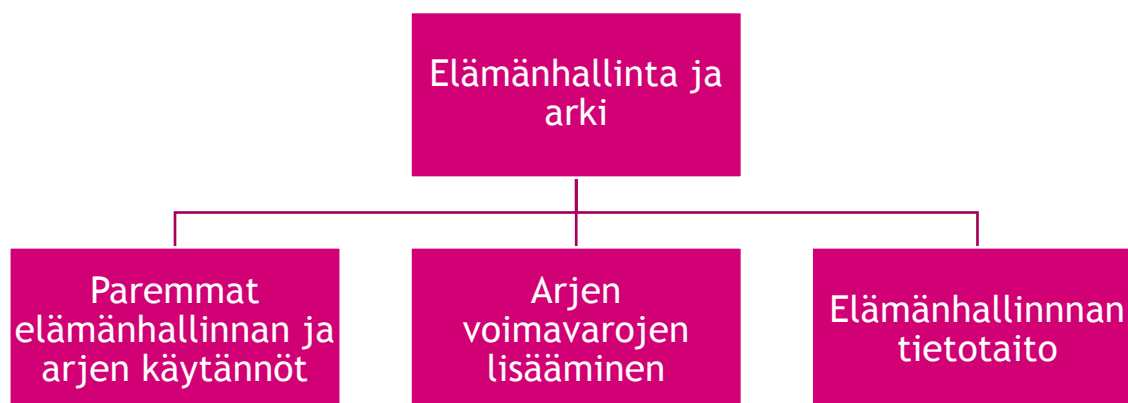 Elämänhallinta ja
arki
Paremmat
elämänhallinnan ja
arjen käytännöt
Arjen
voimavarojen
lisääminen
Elämänhallinnnan
tietotaito